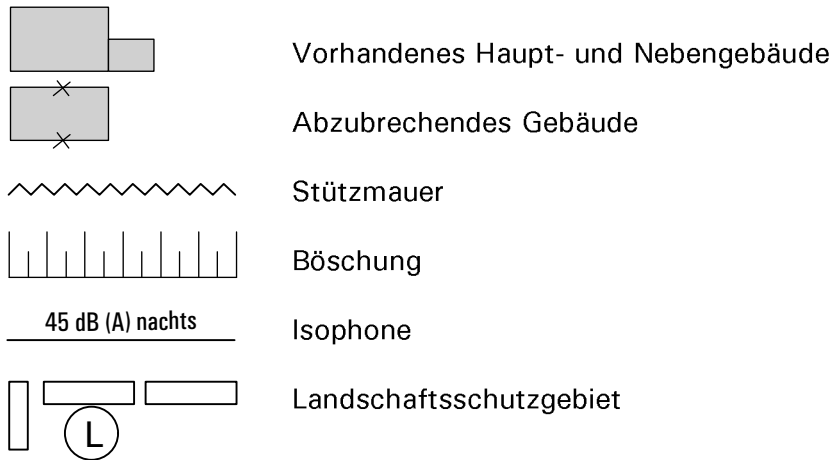 Vorhandenes Haupt- und Nebengebäude
Abzubrechendes Gebäude
Stützmauer
Böschung
45 dB (A) nachts
Isophone
Landschaftsschutzgebiet
L